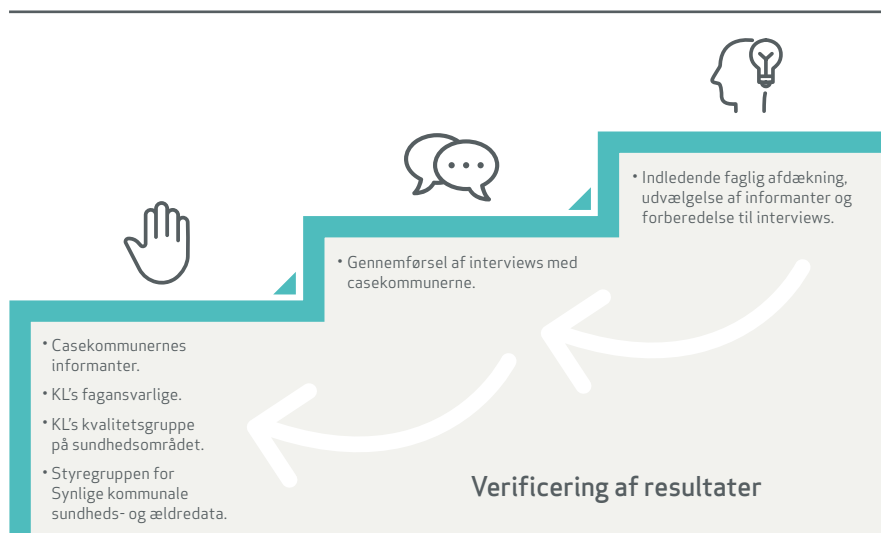 • Indledende faglig afdækning,
udvælgelse af informanter og
forberedelse til interviews.
• Gennemførsel af interviews med
casekommunerne.
• Casekommunernes
informanter.
• KL's fagansvarlige.
• KL's kvalitetsgruppe
på sundhedsområdet.
• Styregruppen for
Synlige kommunale
sundheds- og ældredata.
Verificering af resultater